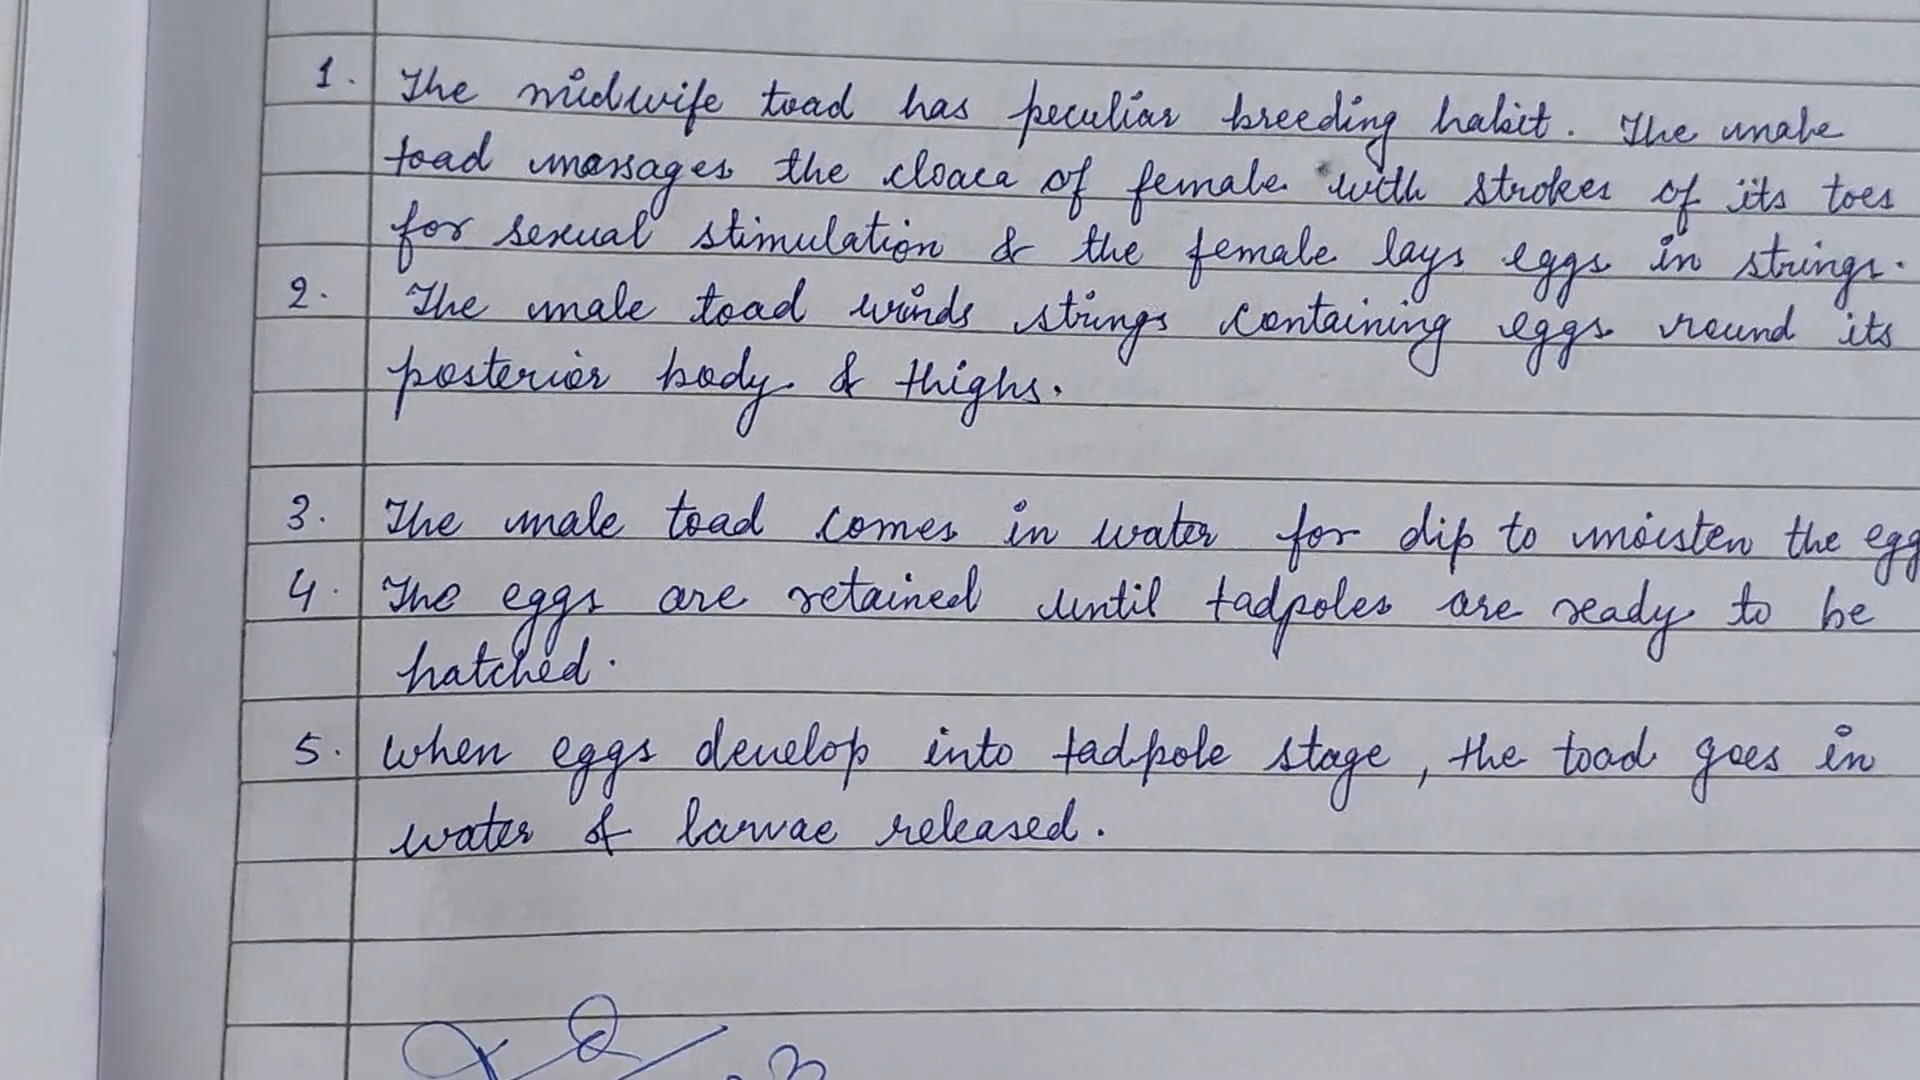 1. The midwife toad has peculiar breeding habit. The male
toad massages the cloaca of female with strokes of its toes
for sexual stimulation & the female lays eggs in strings.
2. The male toad winds strings containing eggs round its
posterior body & thighs.
3. The male toad comes in water for dip to moisten the egg
4. The eggs are retained until tadpoles are ready to be
hatched.
5. When eggs develop into tadpole stage, the toad goes in
water & larvae released.